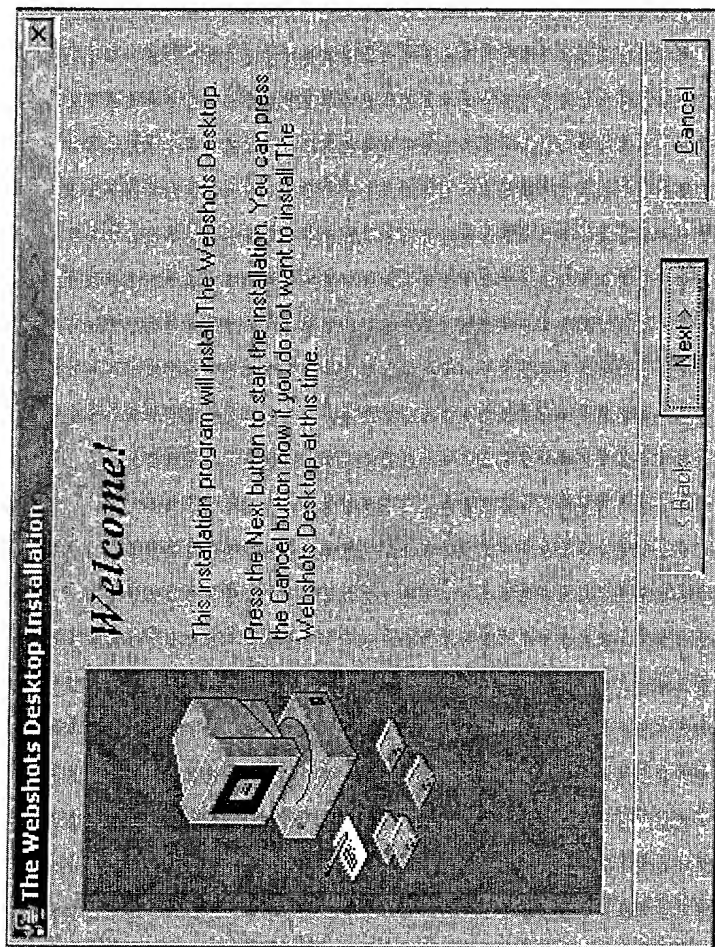 The Webshots Desktop Installation
Welcome!
This installation program will install The Webshots Desktop.
Press the Next button to start the installation. You can press
the Cancel button now if you do not want to install The
Webshots Desktop at this time.
< Back
Next >
Cancel